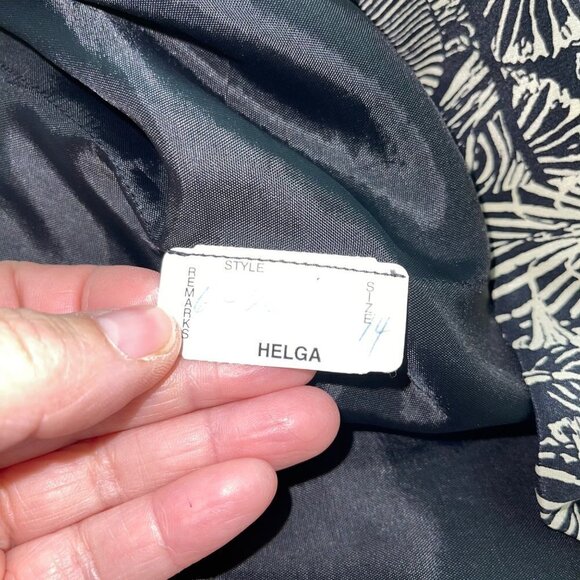 STYLE
REMARKS
SIZE
14
HELGA